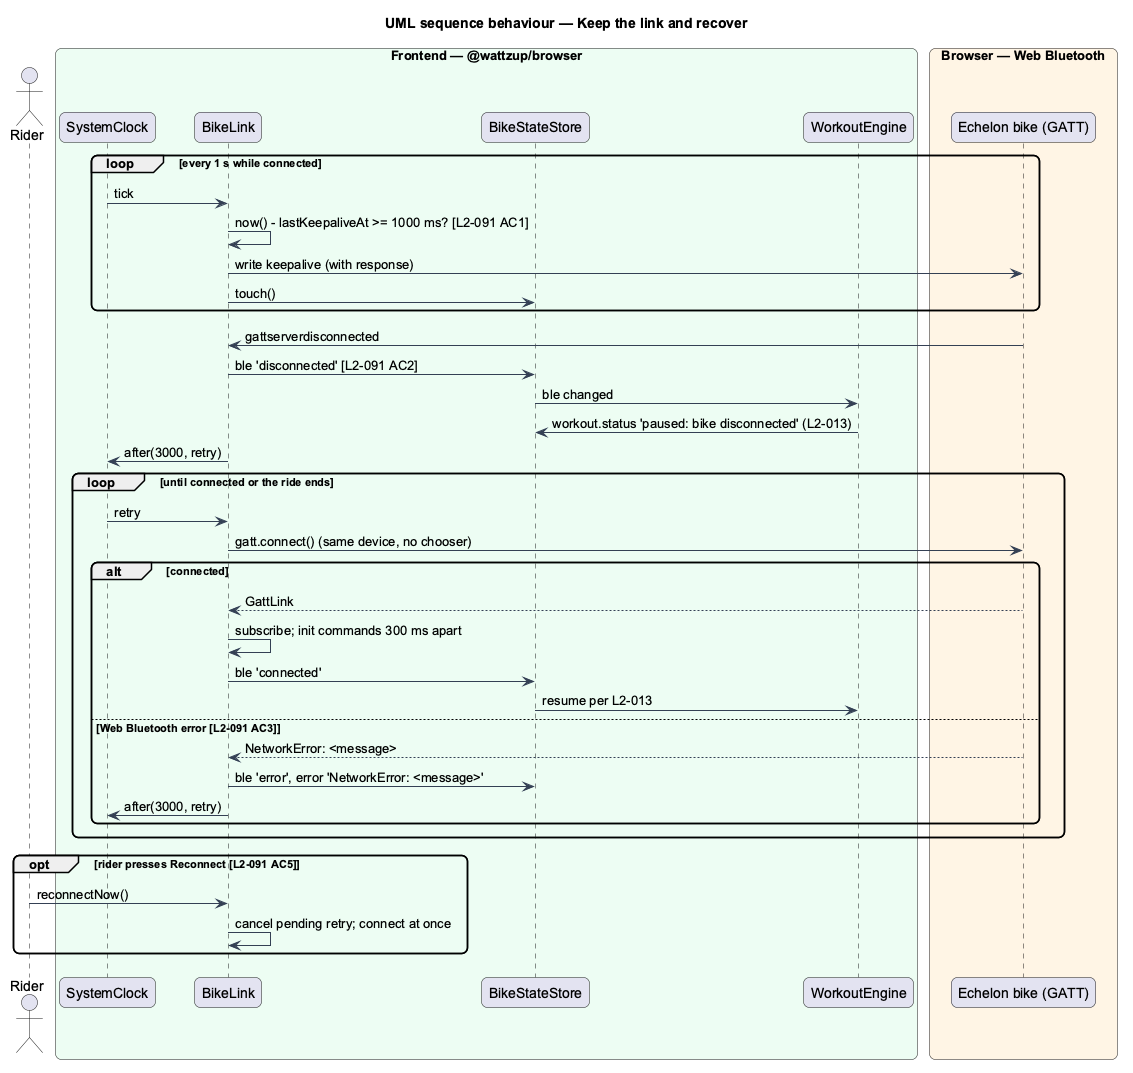 UML sequence behaviour — Keep the link and recover
Frontend — @wattzup/browser
Browser — Web Bluetooth
Rider
SystemClock
BikeLink
BikeStateStore
WorkoutEngine
Echelon bike (GATT)
loop [every 1 s while connected]
tick
now() - lastKeepaliveAt >= 1000 ms? [L2-091 AC1]
write keepalive (with response)
touch()
gattserverdisconnected
ble 'disconnected' [L2-091 AC2]
ble changed
workout.status 'paused: bike disconnected' (L2-013)
after(3000, retry)
loop [until connected or the ride ends]
retry
gatt.connect() (same device, no chooser)
alt [connected]
GattLink
subscribe; init commands 300 ms apart
ble 'connected'
resume per L2-013
[Web Bluetooth error [L2-091 AC3]]
NetworkError: <message>
ble 'error', error 'NetworkError: <message>'
after(3000, retry)
opt [rider presses Reconnect [L2-091 AC5]]
reconnectNow()
cancel pending retry; connect at once
Rider
SystemClock
BikeLink
BikeStateStore
WorkoutEngine
Echelon bike (GATT)